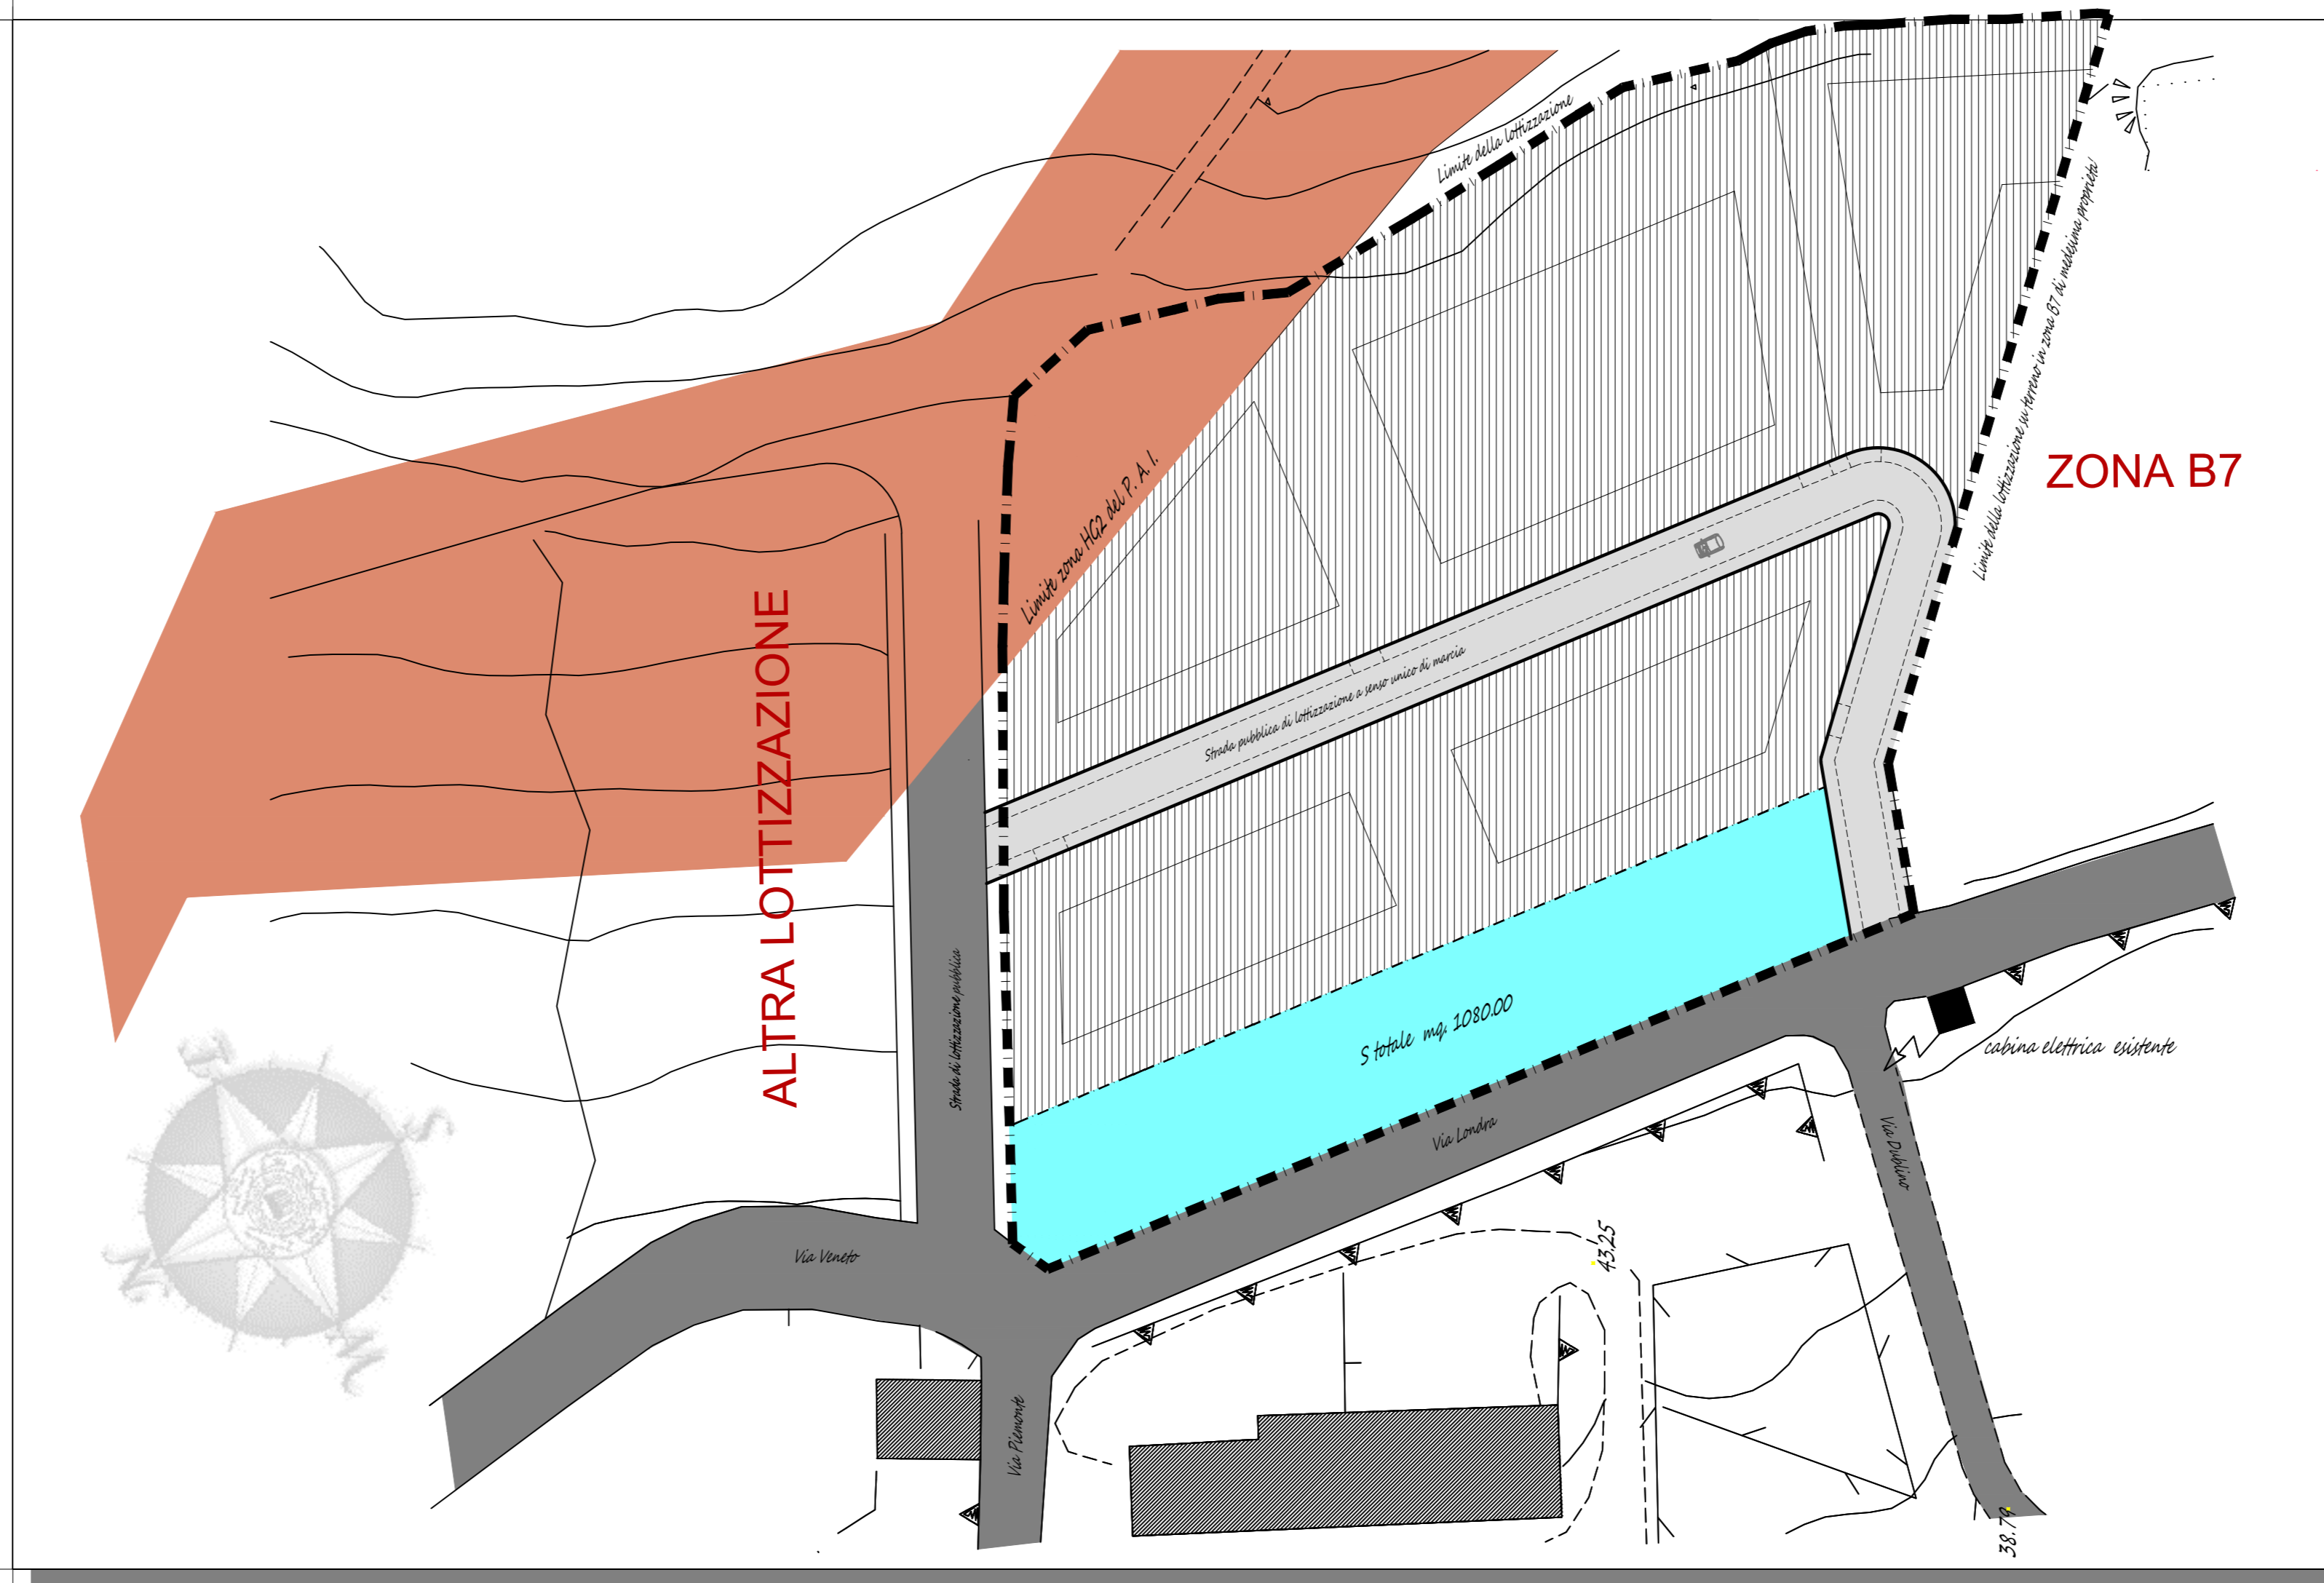 Limite della lottizzazione
Limite della lottizzazione su terreno in zona B7 di medesima proprietà
ZONA B7
Limite zona HG2 del P. A. I.
ALTRA LOTTIZZAZIONE
Strada pubblica di lottizzazione a senso unico di marcia
Strada di lottizzazione pubblica
S totale mq. 1080.00
cabina elettrica esistente
Via Londra
Via Dublino
Via Veneto
43.25
Via Piemonte
38.79